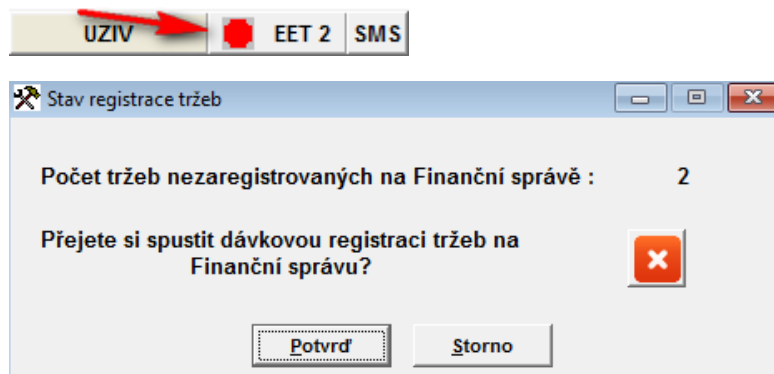 UZIV EET 2 SMS
Stav registrace tržeb
Počet tržeb nezaregistrovaných na Finanční správě : 2
Přejete si spustit dávkovou registraci tržeb na
Finanční správu?
Potvrď Storno